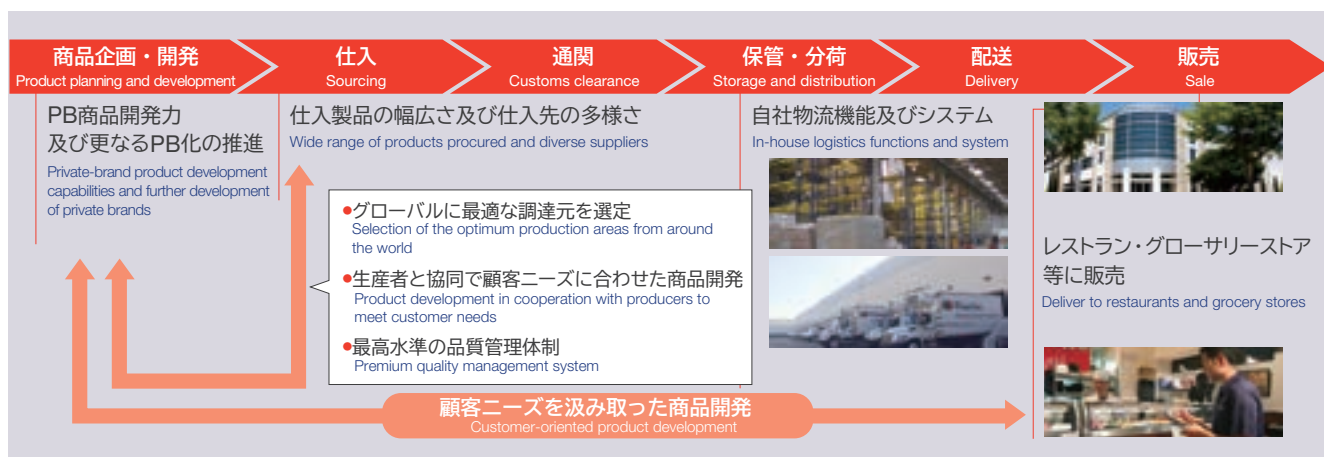 商品企画・開発
Product planning and development
仕入
Sourcing
通関
Customs clearance
保管・分荷
Storage and distribution
配送
Delivery
販売
Sale
PB商品開発力
及び更なるPB化の推進
Private-brand product development
capabilities and further development
of private brands
仕入製品の幅広さ及び仕入先の多様さ
Wide range of products procured and diverse suppliers
●グローバルに最適な調達元を選定
Selection of the optimum production areas from around
the world
●生産者と協同で顧客ニーズに合わせた商品開発
Product development in cooperation with producers to
meet customer needs
●最高水準の品質管理体制
Premium quality management system
自社物流機能及びシステム
In-house logistics functions and system
レストラン・グローサリーストア
等に販売
Deliver to restaurants and grocery stores
顧客ニーズを汲み取った商品開発
Customer-oriented product development